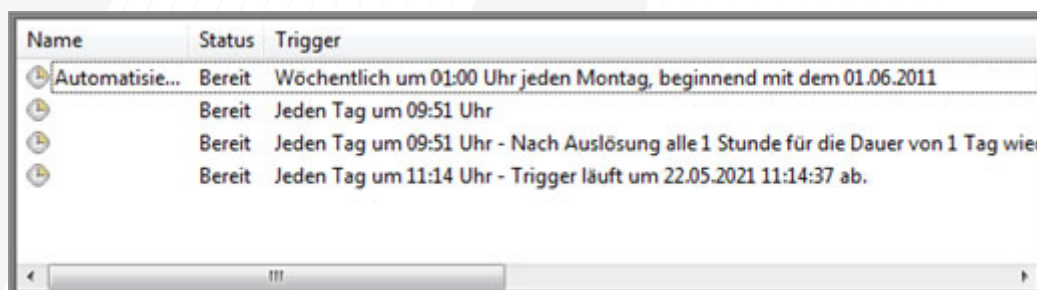 Name Status Trigger
Automatisie... Bereit Wöchentlich um 01:00 Uhr jeden Montag, beginnend mit dem 01.06.2011
Bereit Jeden Tag um 09:51 Uhr
Bereit Jeden Tag um 09:51 Uhr - Nach Auslösung alle 1 Stunde für die Dauer von 1 Tag wie
Bereit Jeden Tag um 11:14 Uhr - Trigger läuft um 22.05.2021 11:14:37 ab.